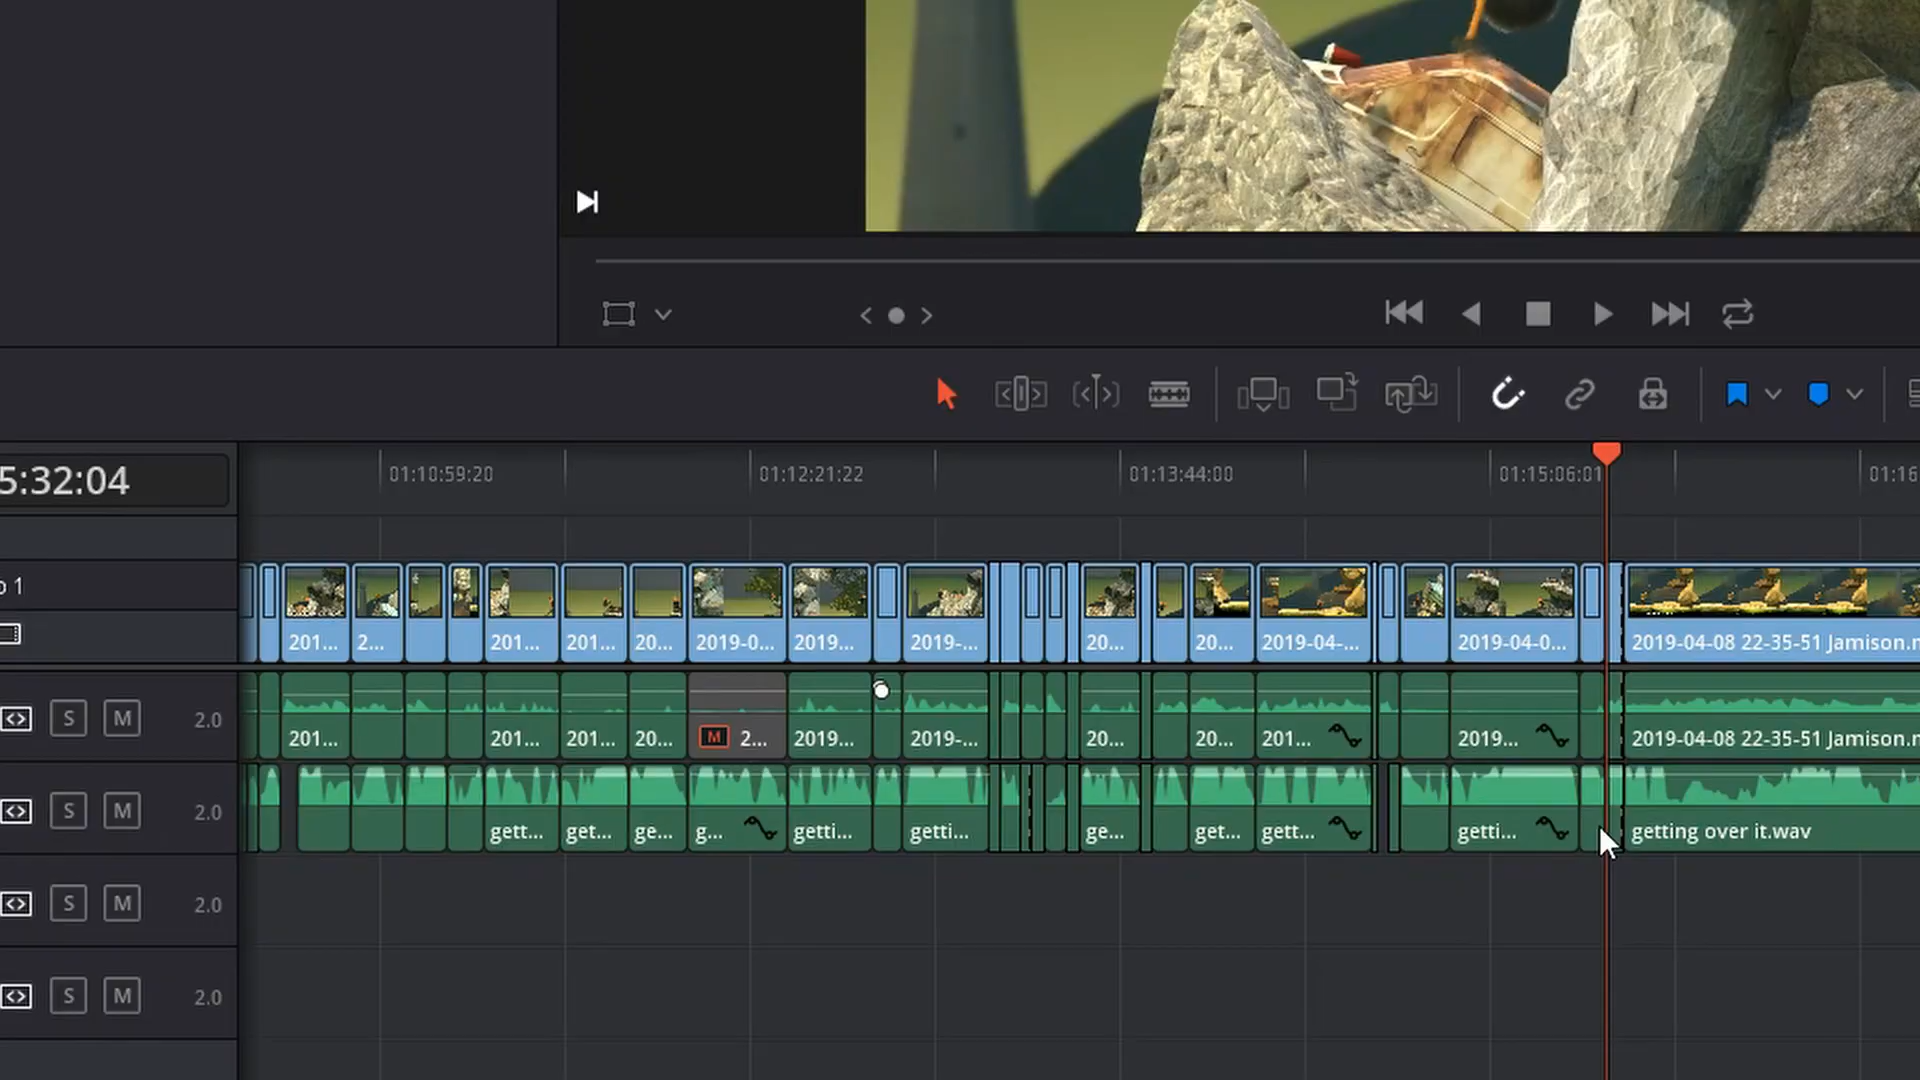 5:32:04
01:10:59:20
01:12:21:22
01:13:44:00
01:15:06:01
01:16
o 1
201...
2...
201...
201...
20...
2019-0...
2019...
2019-...
20...
20...
2019-04-...
2019-04-0...
2019-04-08 22-35-51 Jamison.m
S
M
2.0
201...
201...
201...
20...
M
2...
2019...
2019-...
20...
20...
201...
2019...
2019-04-08 22-35-51 Jamison.m
S
M
2.0
gett...
get...
ge...
g...
getti...
getti...
ge...
get...
gett...
getti...
getting over it.wav
S
M
2.0
S
M
2.0